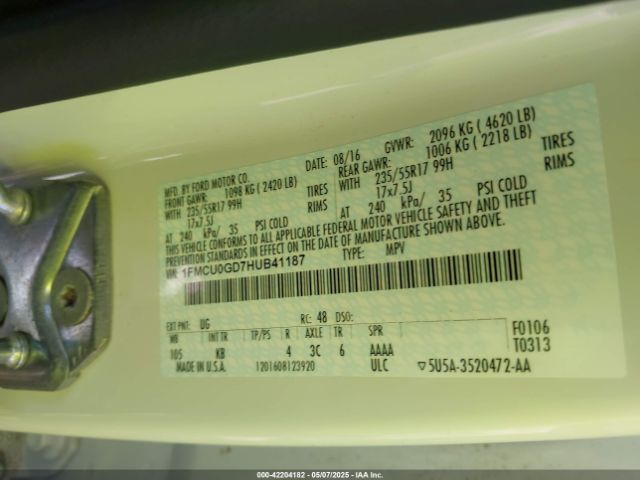 MFD. BY FORD MOTOR CO.
DATE: 08/16 GVWR: 2096 KG ( 4620 LB)
FRONT GAWR: 1098 KG ( 2420 LB) REAR GAWR: 1006 KG ( 2218 LB)
WITH 235/55R17 99H TIRES WITH 235/55R17 99H TIRES
17x7.5J RIMS 17x7.5J RIMS
AT 240 kPa/ 35 PSI COLD AT 240 kPa/ 35 PSI COLD
THIS VEHICLE CONFORMS TO ALL APPLICABLE FEDERAL MOTOR VEHICLE SAFETY AND THEFT
PREVENTION STANDARDS IN EFFECT ON THE DATE OF MANUFACTURE SHOWN ABOVE.
VIN: 1FMCU0GD7HUB41187 TYPE: MPV
EXT PNT: UG RC: 48 DSO:
WB INT TR TP/PS R AXLE TR SPR
105 KB 4 3C 6 AAAA
F0106
T0313
MADE IN U.S.A. 1201608123920 ULC ▽5U5A-3520472-AA
000-42204182 - 05/07/2025 - IAA Inc.